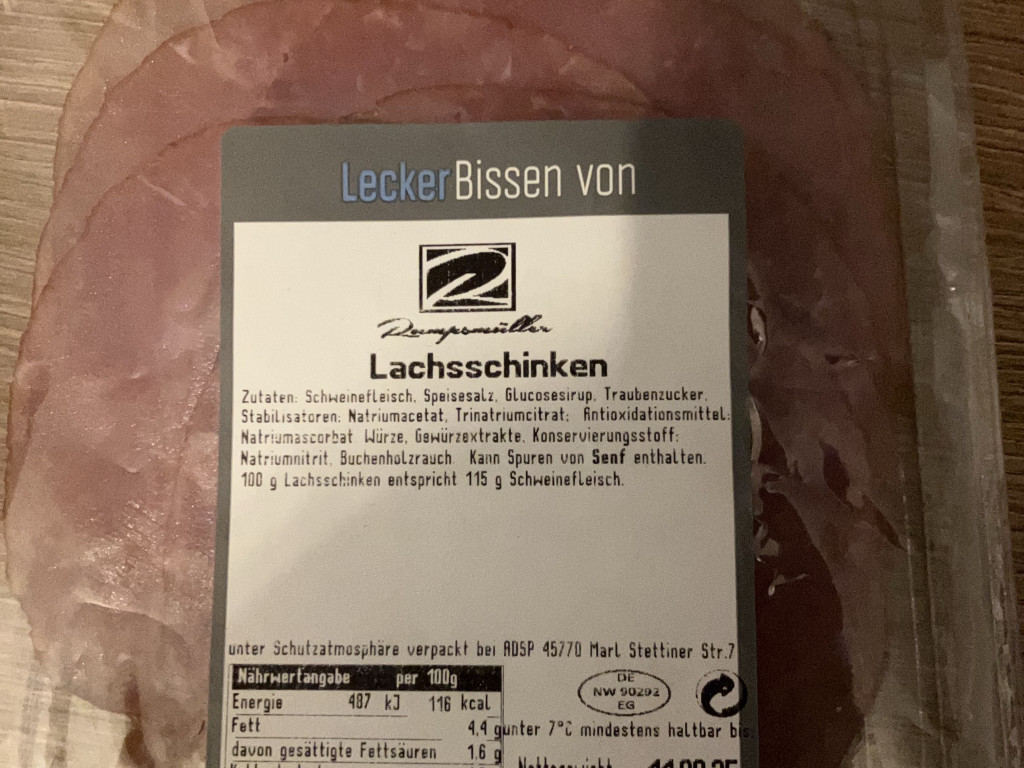 LeckerBissen von
Rampsmüller
Lachsschinken
Zutaten: Schweinefleisch, Speisesalz, Glucosesirup, Traubenzucker,
Stabilisatoren: Natriumacetat, Trinatriumcitrat; Antioxidationsmittel:
Natriumascorbat, Würze, Gewürzextrakte, Konservierungsstoff:
Natriumnitrit, Buchenholzrauch. Kann Spuren von Senf enthalten.
100 g Lachsschinken entspricht 115 g Schweinefleisch.
unter Schutzatmosphäre verpackt bei ADSP 45770 Marl Stettiner Str.7
Nährwertangabe per 100g
Energie 487 kJ 116 kcal
Fett 4,4 g
davon gesättigte Fettsäuren 1,6 g
DE
NW 90292
EG
unter 7°C mindestens haltbar bis: